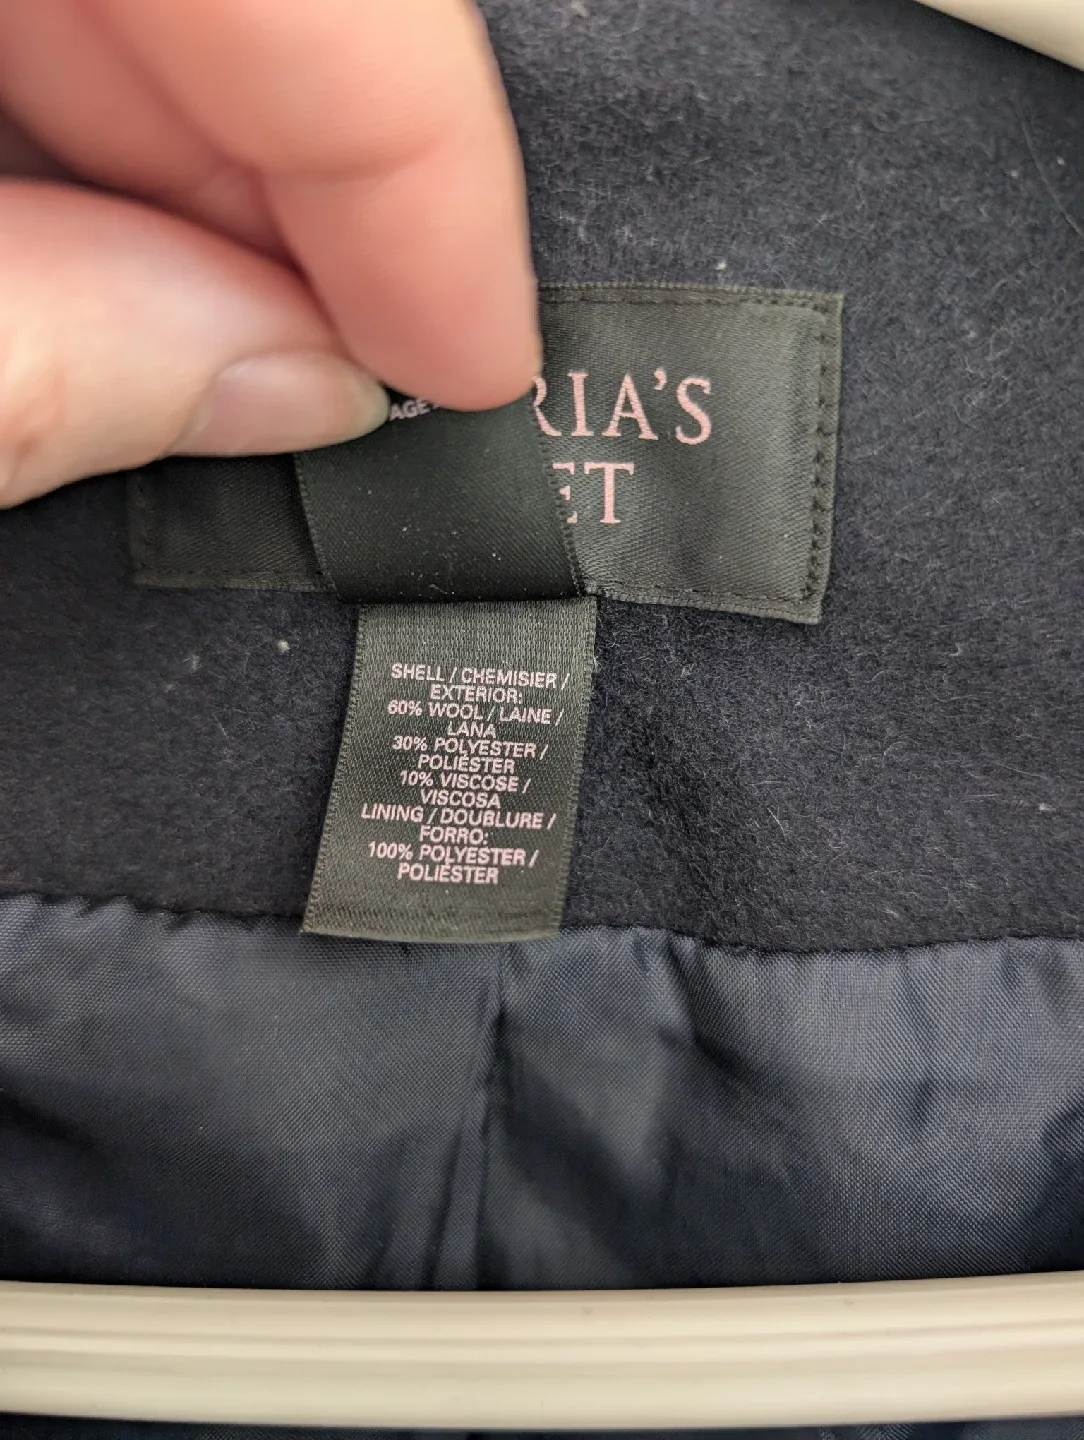 RIA'S
ET
SHELL / CHEMISIER /
EXTERIOR:
60% WOOL / LAINE /
LANA
30% POLYESTER /
POLIÉSTER
10% VISCOSE /
VISCOSA
LINING / DOUBLURE /
FORRO:
100% POLYESTER /
POLIÉSTER